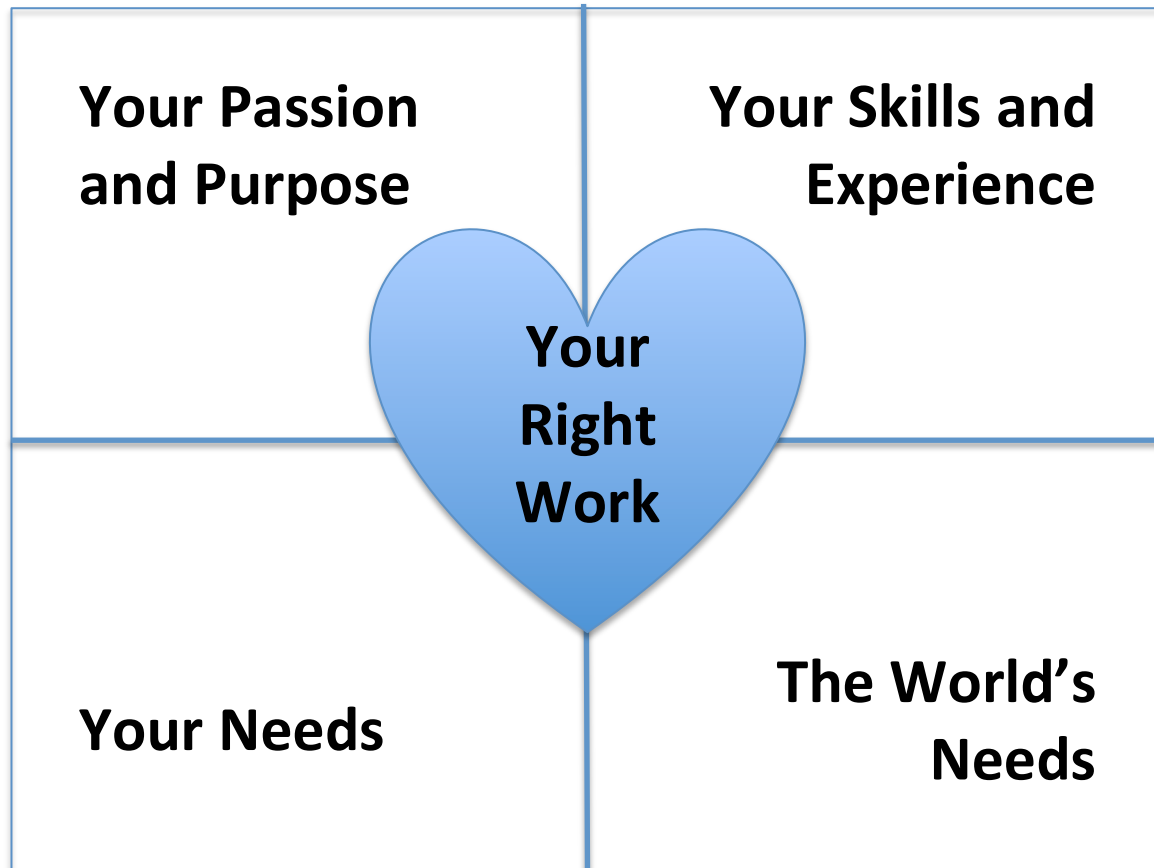 Your Passion
and Purpose
Your Skills and
Experience
Your
Right
Work
Your Needs
The World’s
Needs